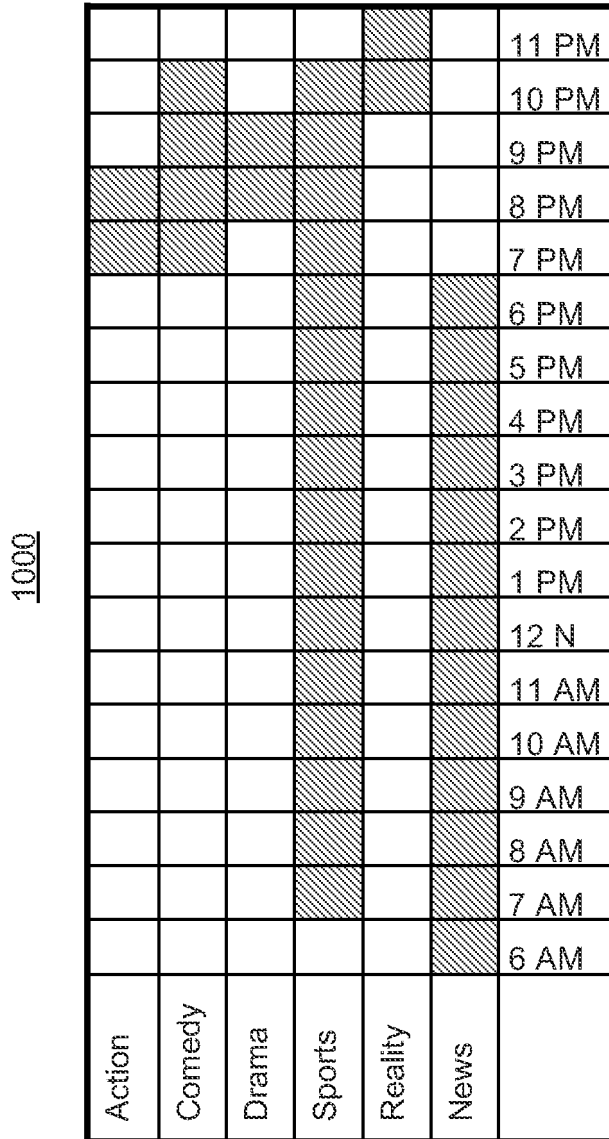 1000
11 PM
10 PM
9 PM
8 PM
7 PM
6 PM
5 PM
4 PM
3 PM
2 PM
1 PM
12 N
11 AM
10 AM
9 AM
8 AM
7 AM
6 AM
Action
Comedy
Drama
Sports
Reality
News